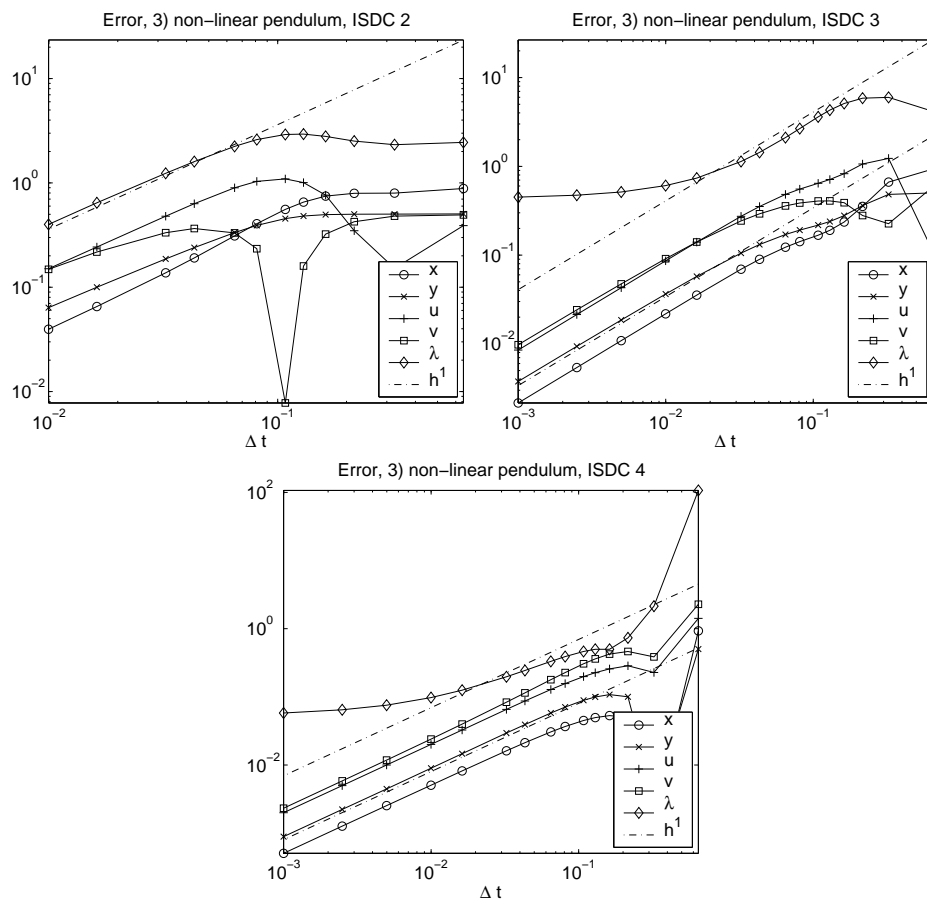 Error, 3) non−linear pendulum, ISDC 2
10^1
10^0
10^−1
10^−2
10^−2
10^−1
Δ t
x
y
u
v
λ
h^1
Error, 3) non−linear pendulum, ISDC 3
10^1
10^0
10^−1
10^−2
10^−3
10^−2
10^−1
Δ t
x
y
u
v
λ
h^1
Error, 3) non−linear pendulum, ISDC 4
10^2
10^0
10^−2
10^−3
10^−2
10^−1
Δ t
x
y
u
v
λ
h^1